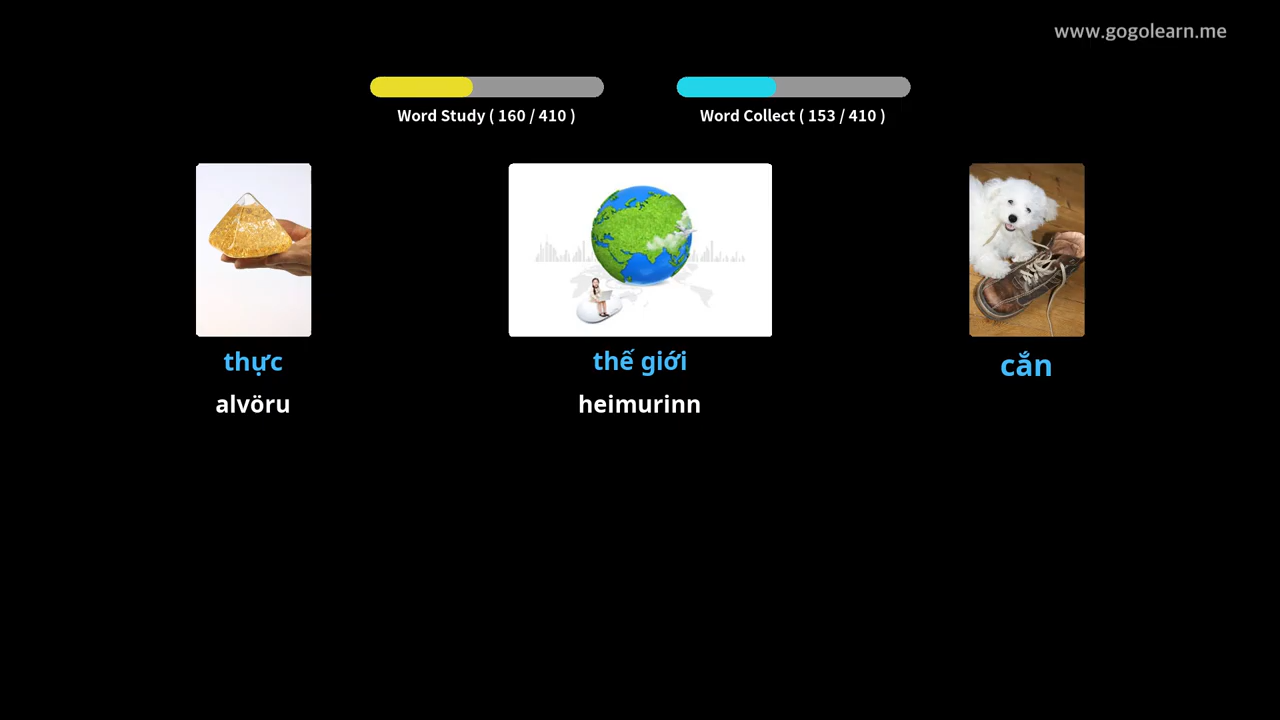 www.gogolearn.me
Word Study ( 160 / 410 )
Word Collect ( 153 / 410 )
thực
thế giới
cắn
alvöru
heimurinn